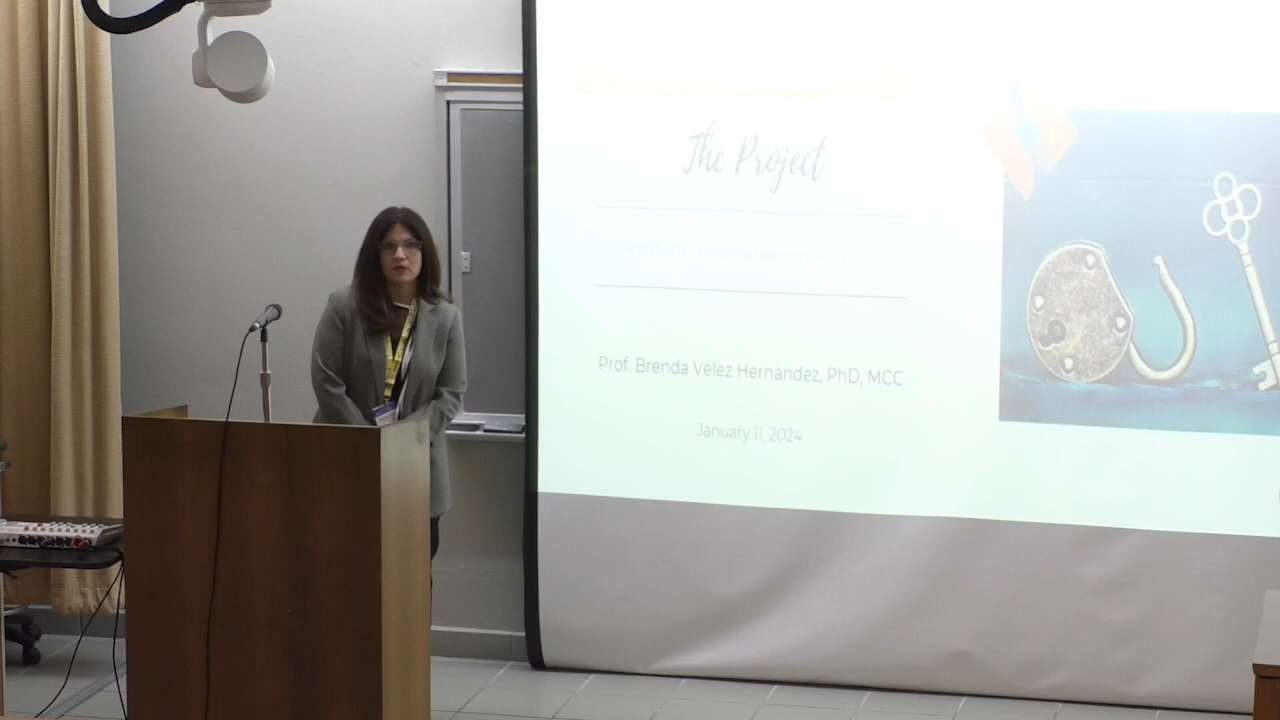 The Project
Prof. Brenda Vélez Hernández, PhD, MCC
January 11, 2024